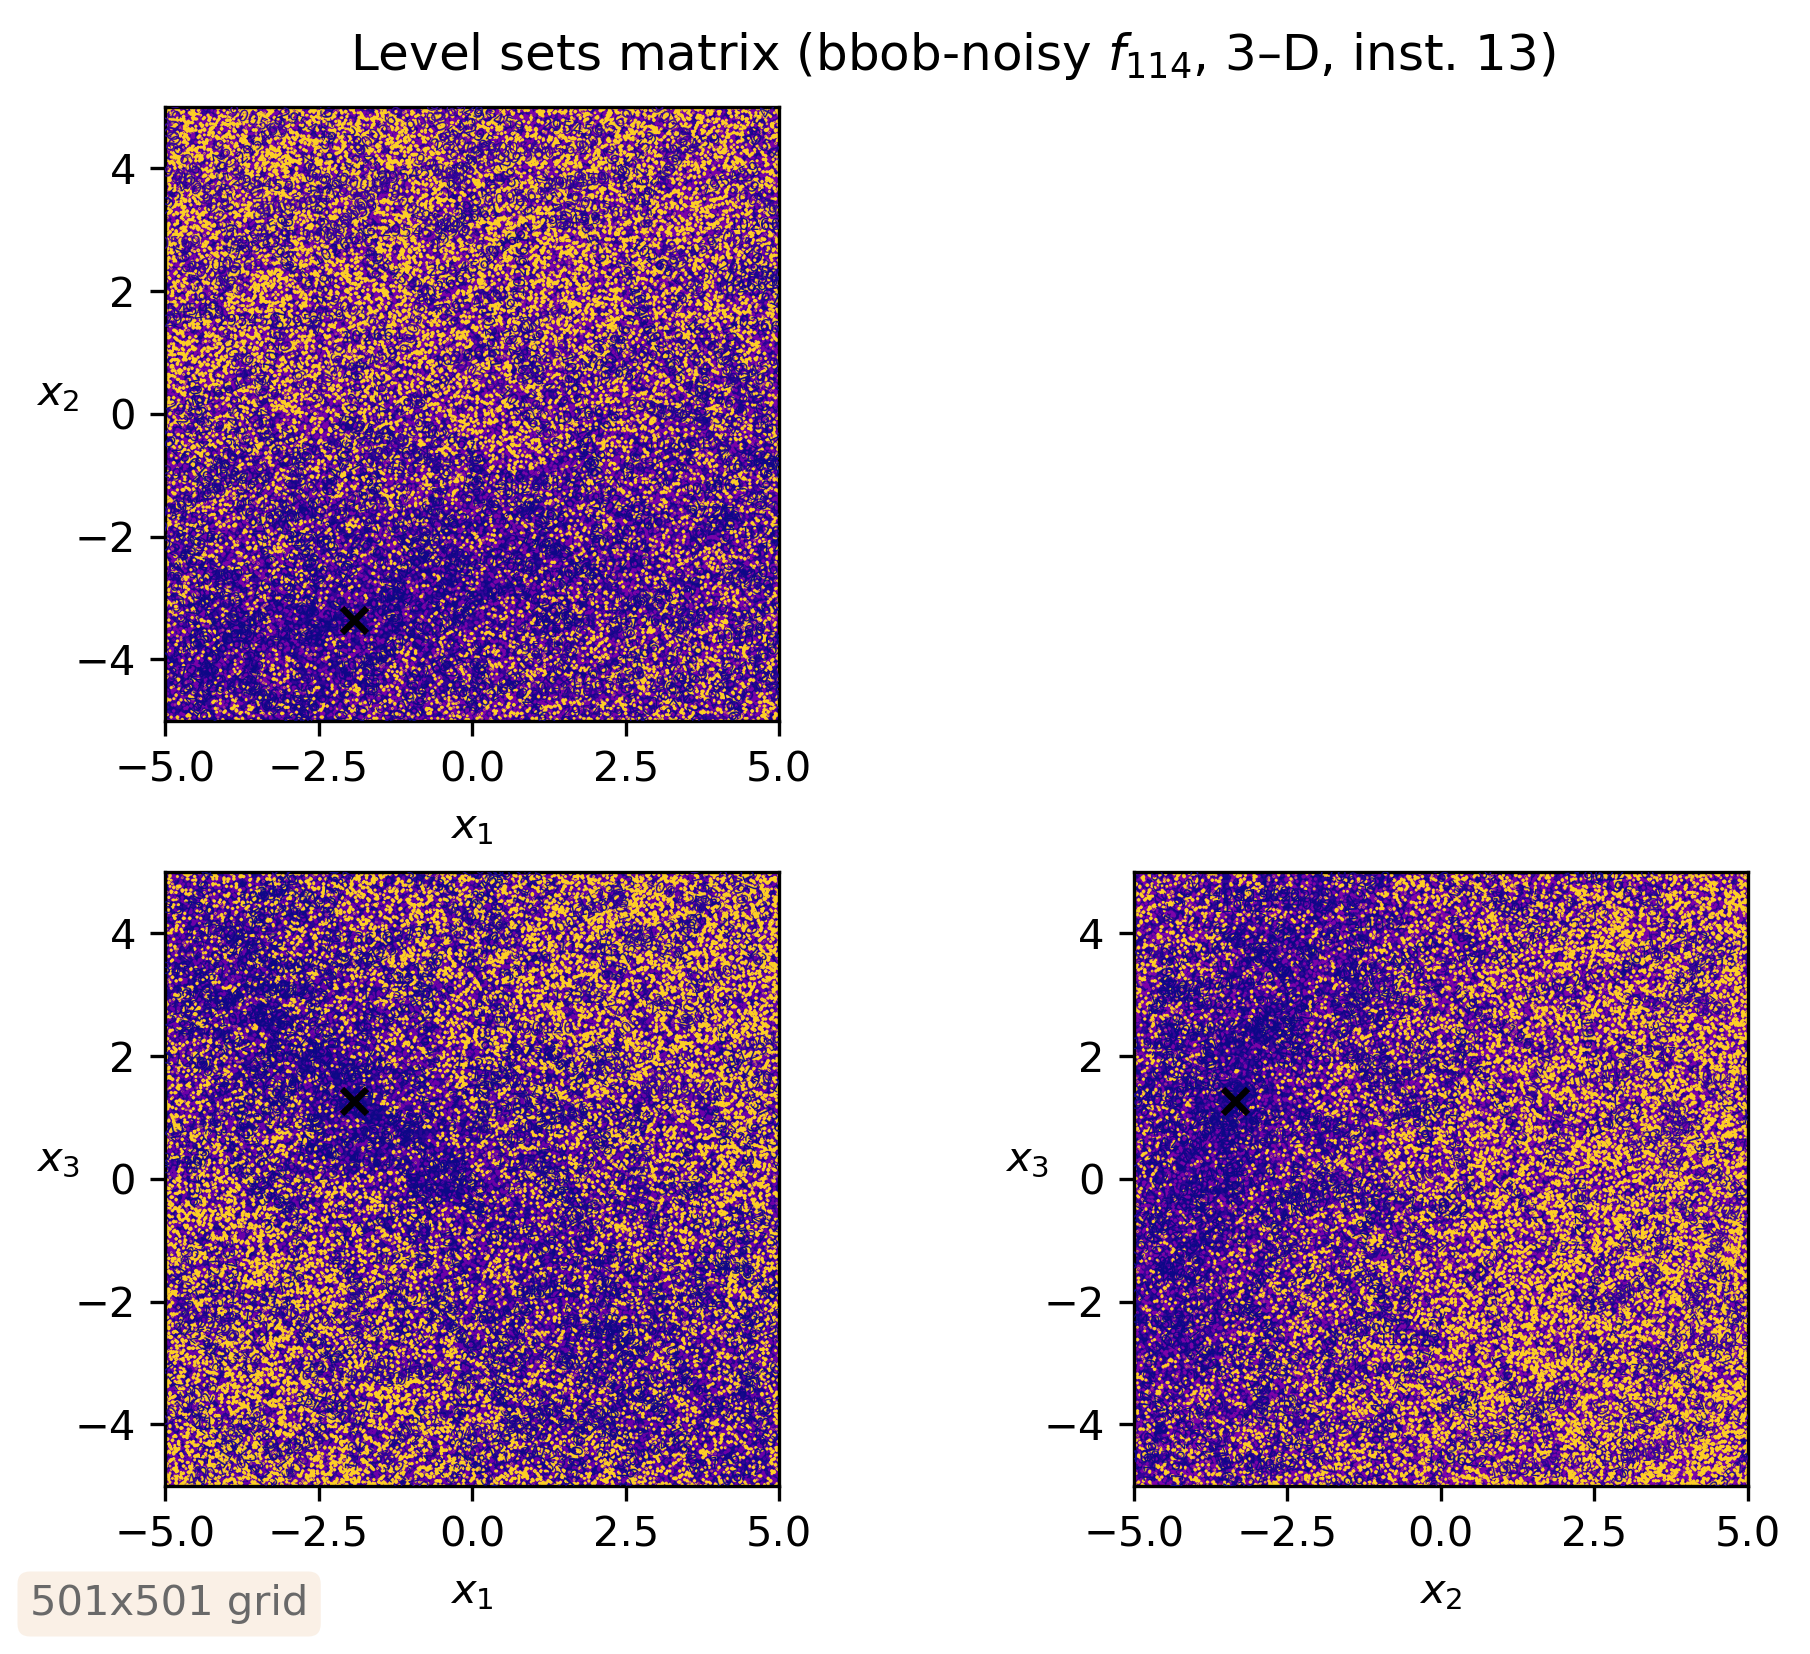 Level sets matrix (bbob-noisy f114, 3–D, inst. 13)
4
2
x2 0
−2
−4
−5.0 −2.5 0.0 2.5 5.0
x1
4 4
2 2
x3 0 x3 0
−2 −2
−4 −4
−5.0 −2.5 0.0 2.5 5.0 −5.0 −2.5 0.0 2.5 5.0
501x501 grid x1 x2